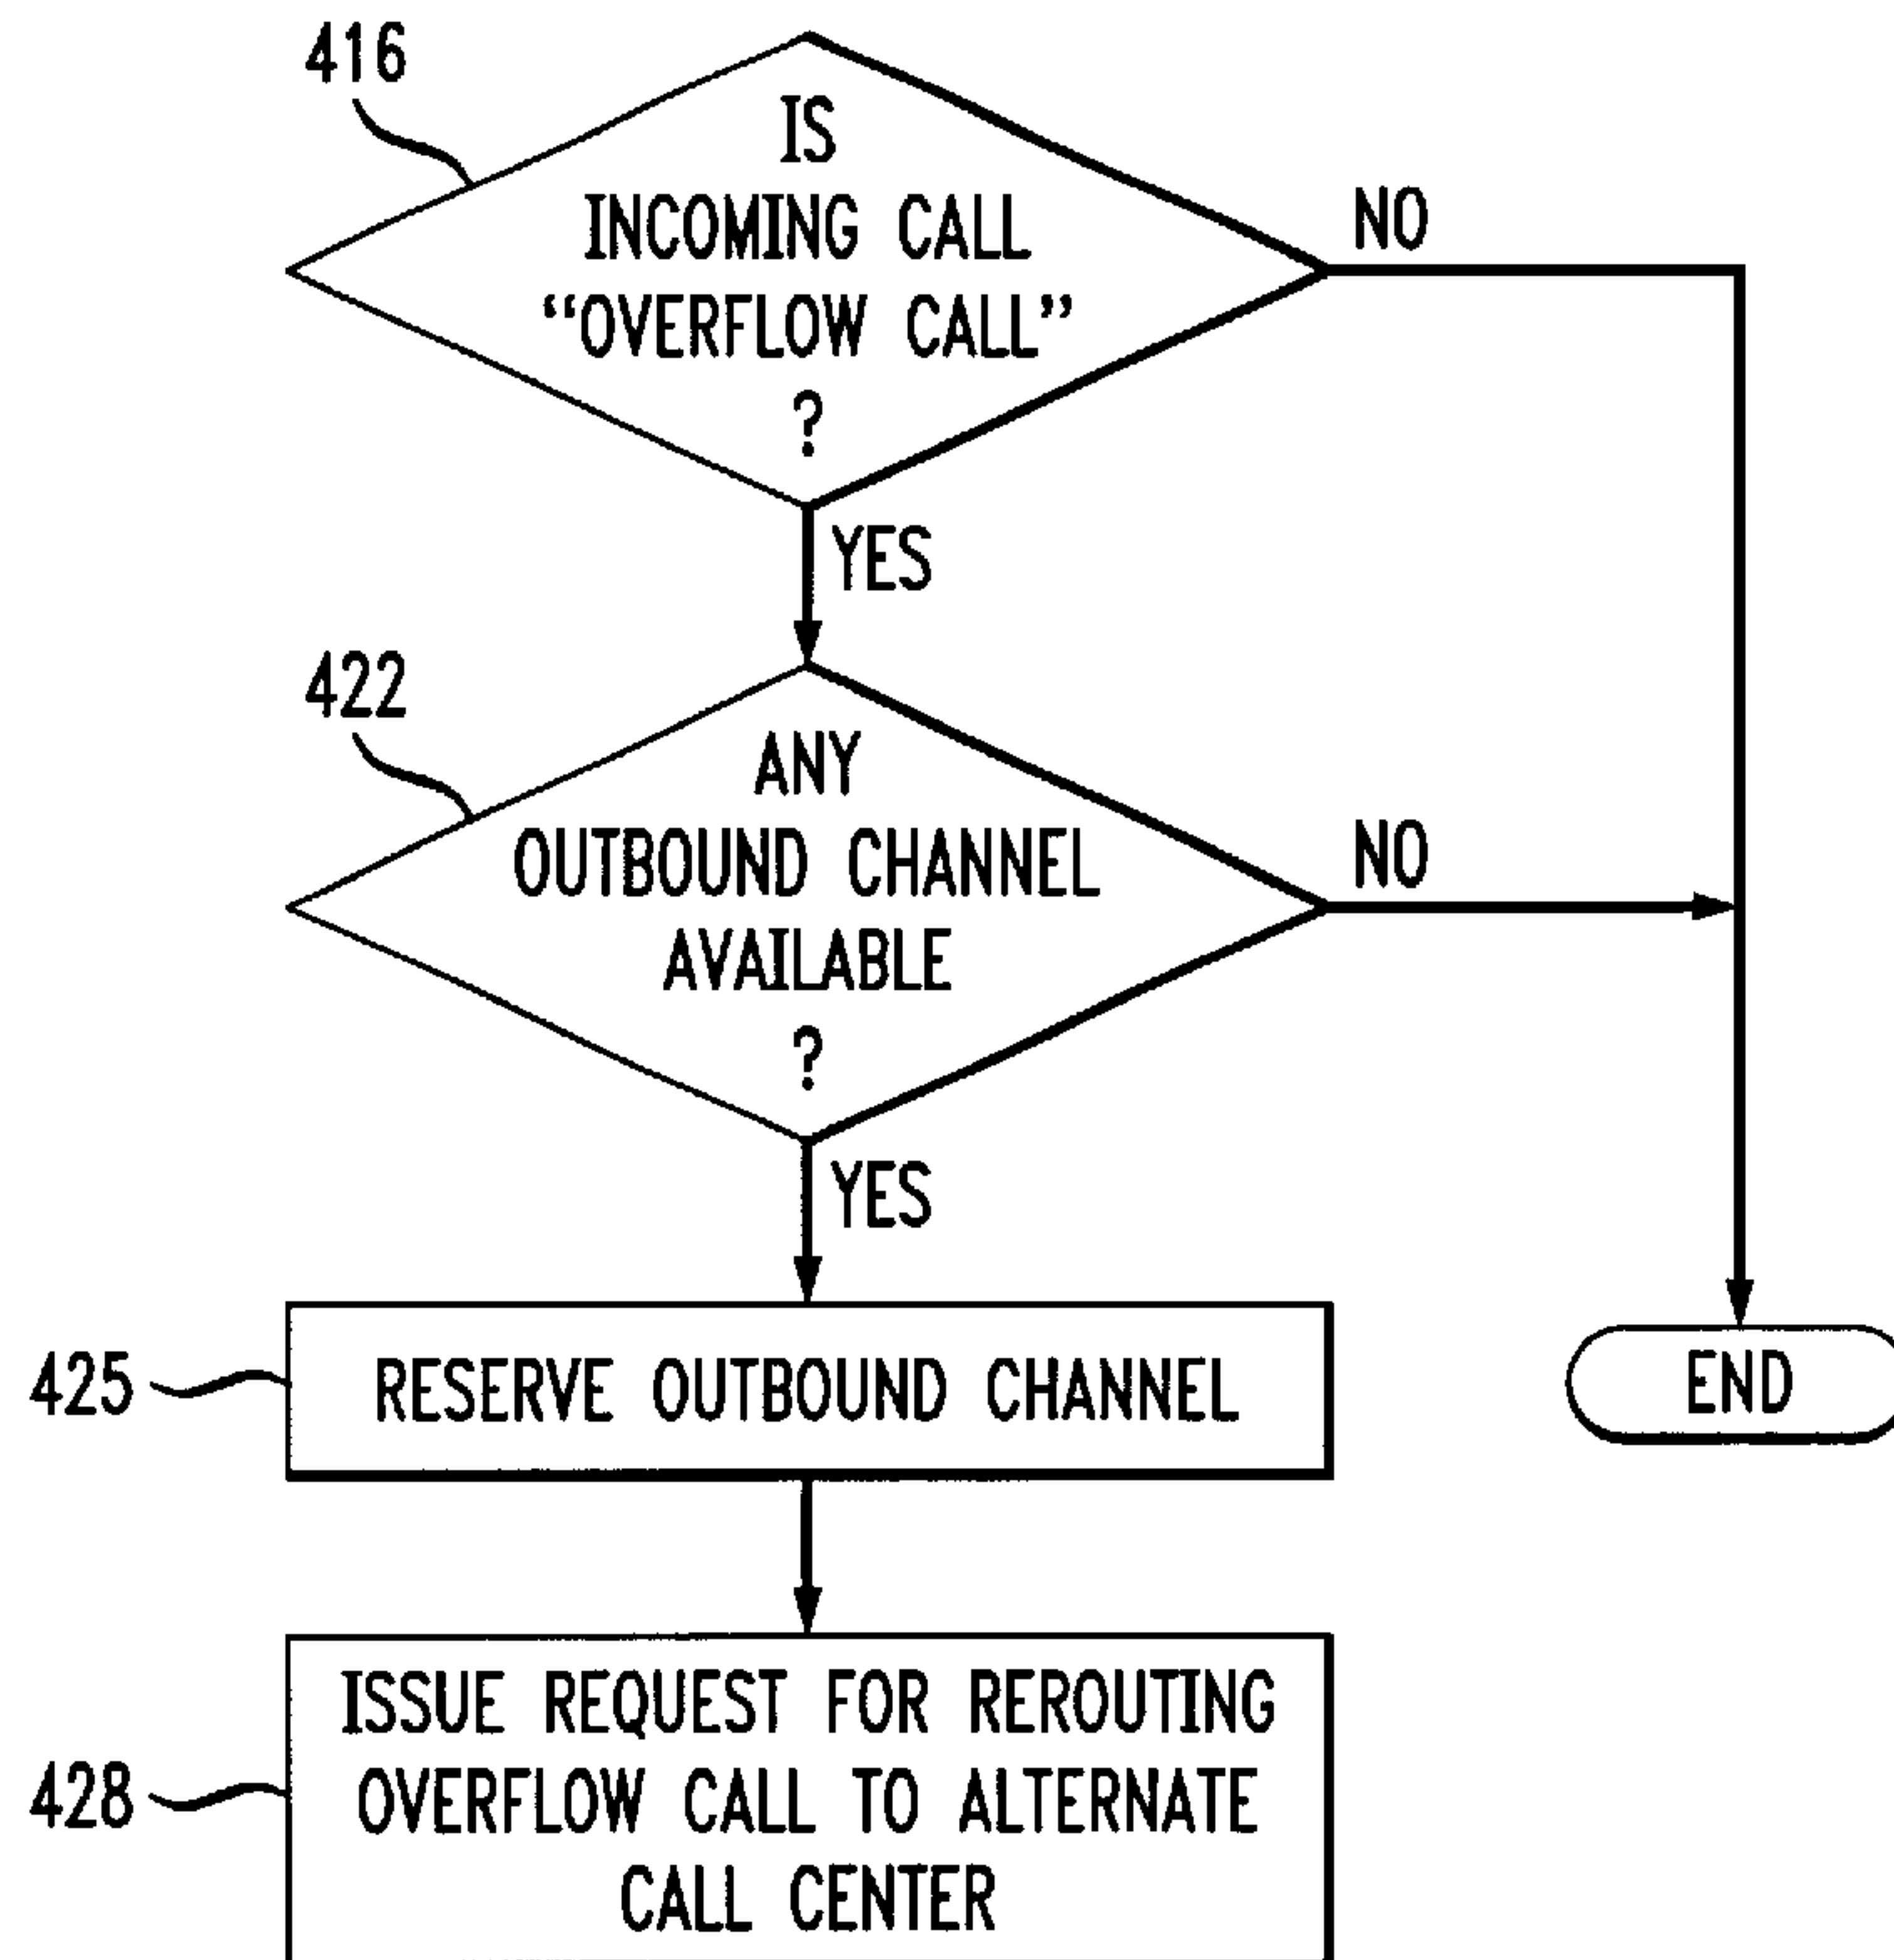 416
IS
INCOMING CALL
“OVERFLOW CALL”
?
NO
YES
422
ANY
OUTBOUND CHANNEL
AVAILABLE
?
NO
YES
425
RESERVE OUTBOUND CHANNEL
END
428
ISSUE REQUEST FOR REROUTING
OVERFLOW CALL TO ALTERNATE
CALL CENTER